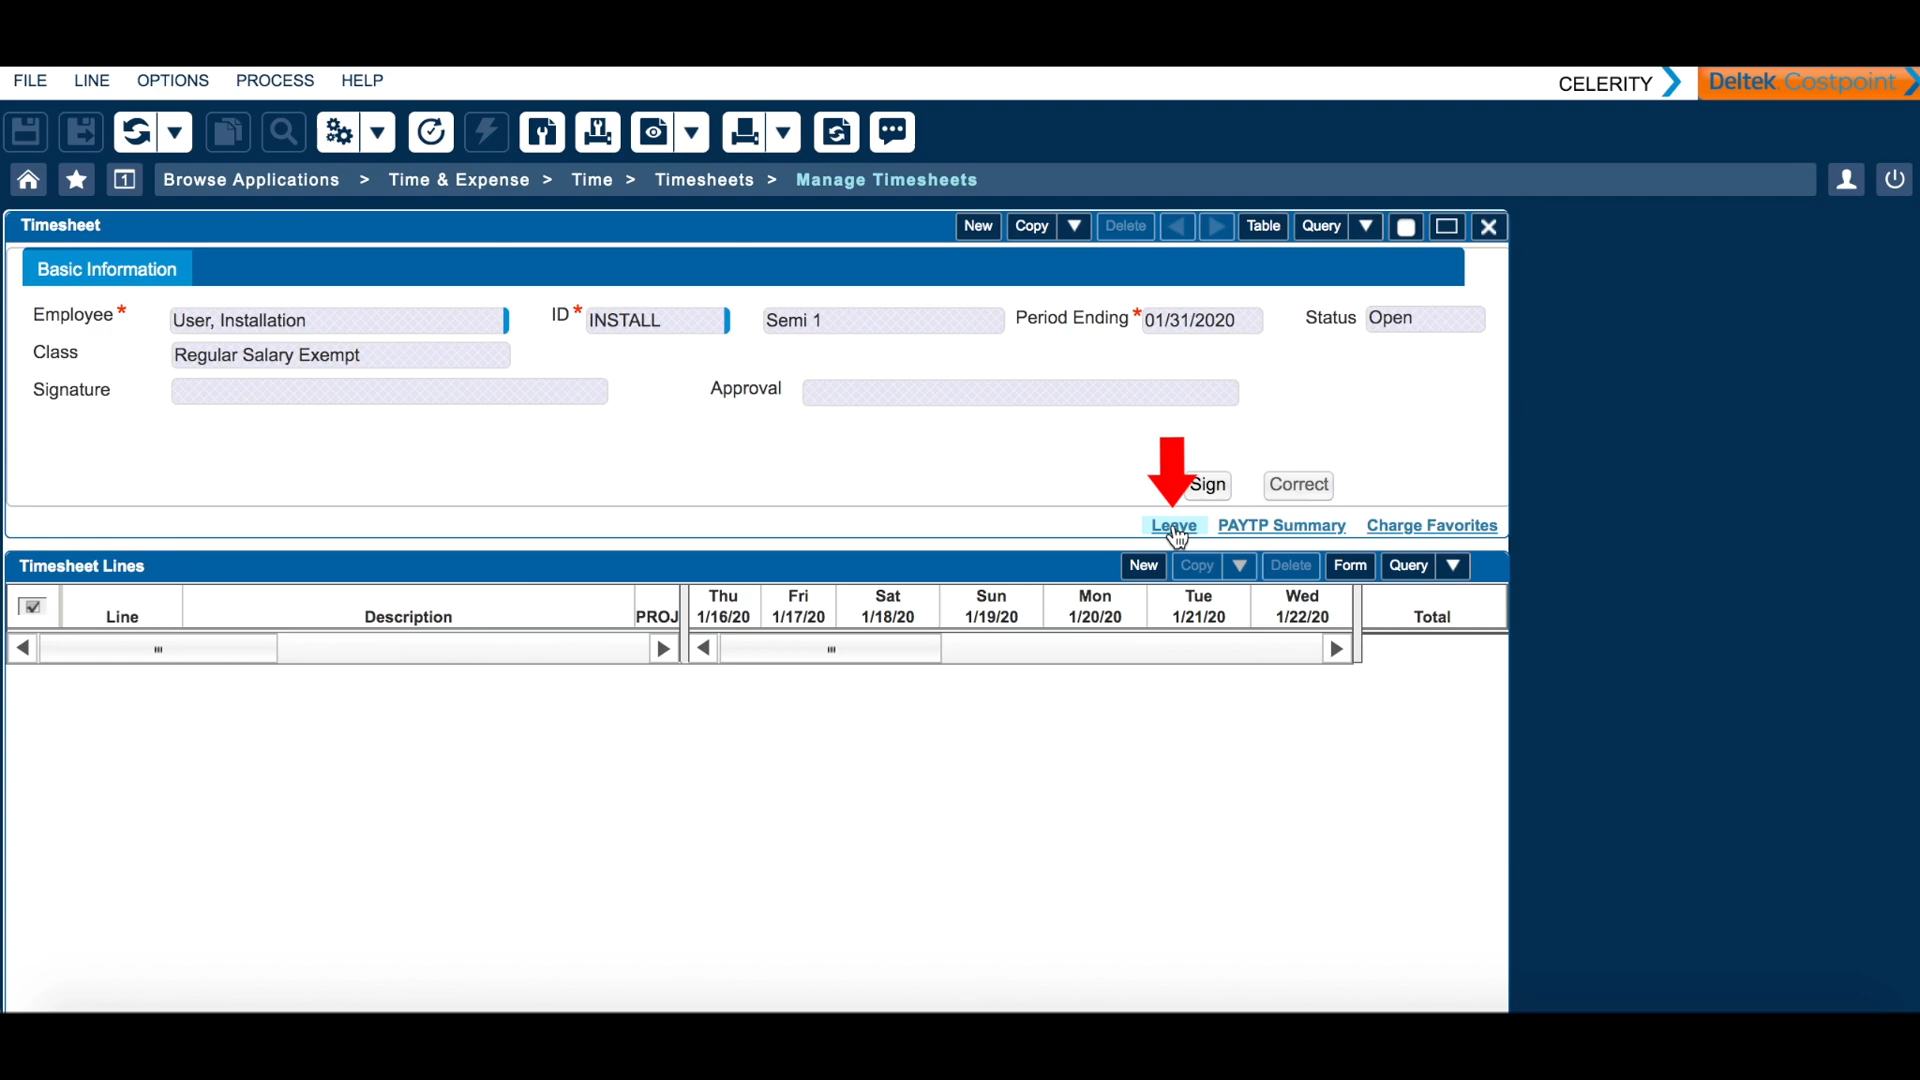 FILE LINE OPTIONS PROCESS HELP CELERITY Deltek Costpoint
1 Browse Applications > Time & Expense > Time > Timesheets > Manage Timesheets
Timesheet New Copy Delete Table Query
Basic Information
Employee* User, Installation ID* INSTALL Semi 1 Period Ending* 01/31/2020 Status Open
Class Regular Salary Exempt
Signature Approval
Sign Correct
Leave PAYTP Summary Charge Favorites
Timesheet Lines New Copy Delete Form Query
Thu Fri Sat Sun Mon Tue Wed
Line Description PROJ 1/16/20 1/17/20 1/18/20 1/19/20 1/20/20 1/21/20 1/22/20 Total